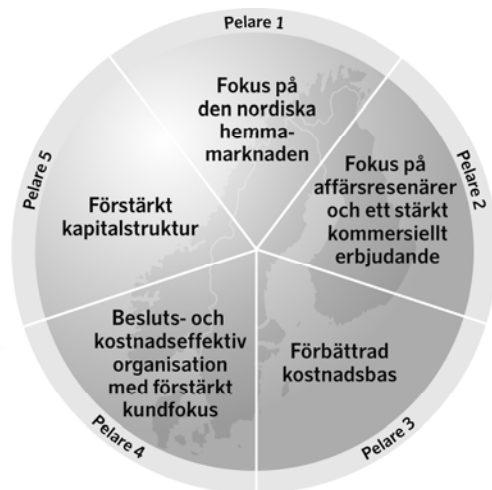 Pelare 1
Fokus på
den nordiska
hemma-
marknaden
Pelare 2
Fokus på
affärsresenärer
och ett stärkt
kommersiellt
erbjudande
Pelare 3
Förbättrad
kostnadsbas
Pelare 4
Besluts- och
kostnadseffektiv
organisation
med förstärkt
kundfokus
Pelare 5
Förstärkt
kapitalstruktur